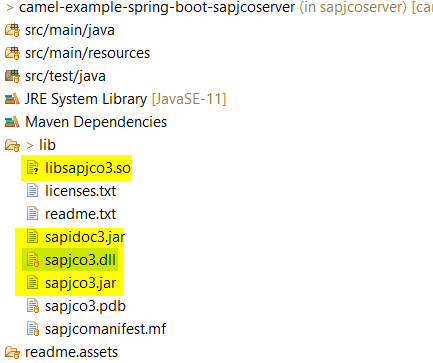 > camel-example-spring-boot-sapjcoserver (in sapjcoserver) [ca
src/main/java
src/main/resources
src/test/java
JRE System Library [JavaSE-11]
Maven Dependencies
> lib
libsapjco3.so
licenses.txt
readme.txt
sapidoc3.jar
sapjco3.dll
sapjco3.jar
sapjco3.pdb
sapjcomanifest.mf
readme.assets